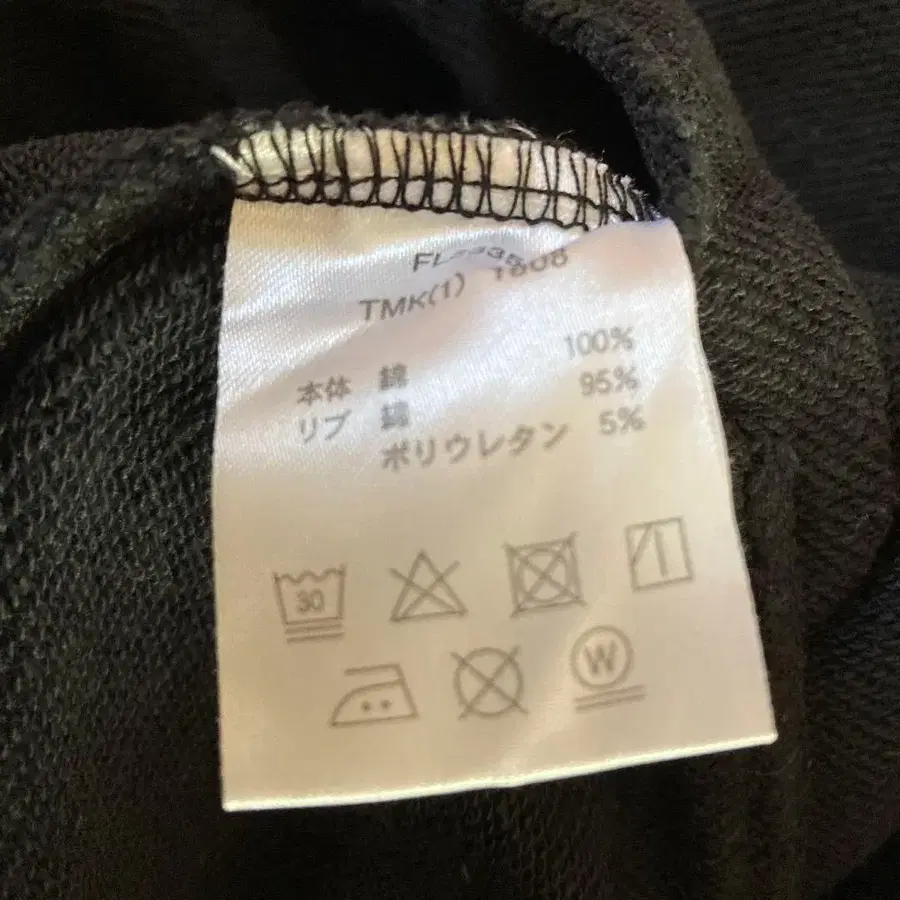 TMK(1) 1808
本体 綿 100%
リブ 綿 95%
ポリウレタン 5%
30
W